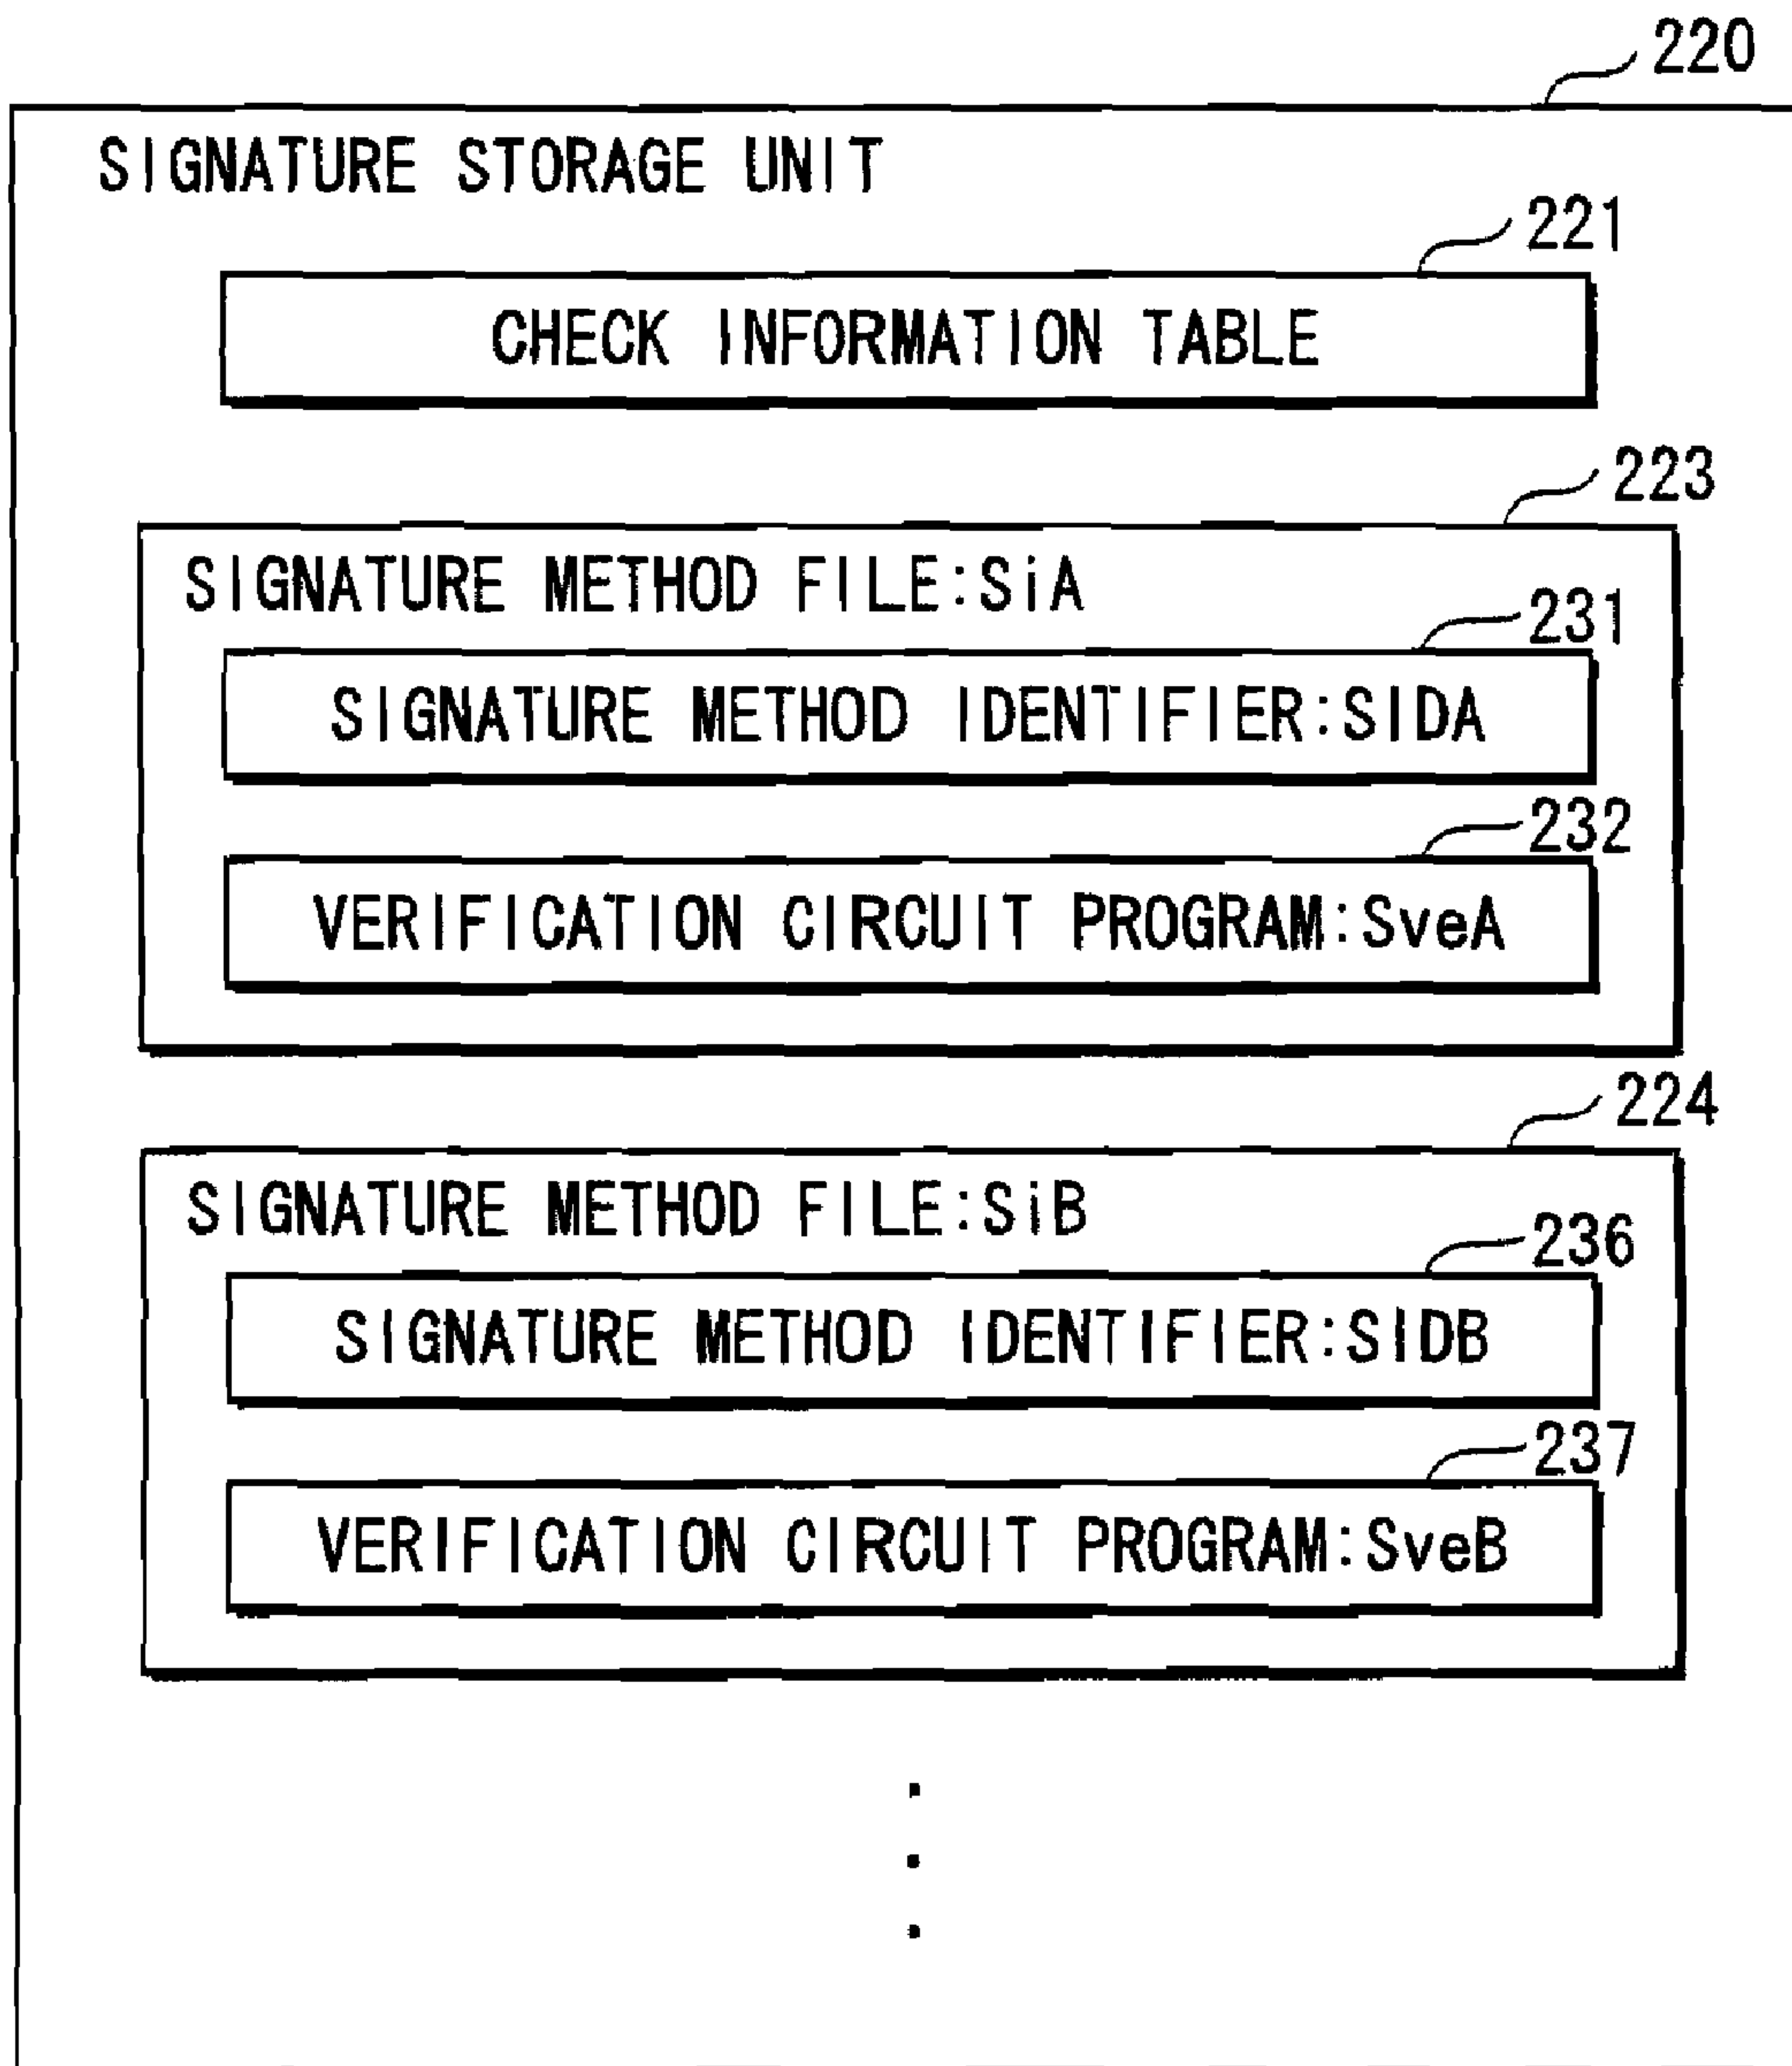 220
SIGNATURE STORAGE UNIT
221
CHECK INFORMATION TABLE
223
SIGNATURE METHOD FILE:SiA
231
SIGNATURE METHOD IDENTIFIER:SIDA
232
VERIFICATION CIRCUIT PROGRAM:SveA
224
SIGNATURE METHOD FILE:SiB
236
SIGNATURE METHOD IDENTIFIER:SIDB
237
VERIFICATION CIRCUIT PROGRAM:SveB